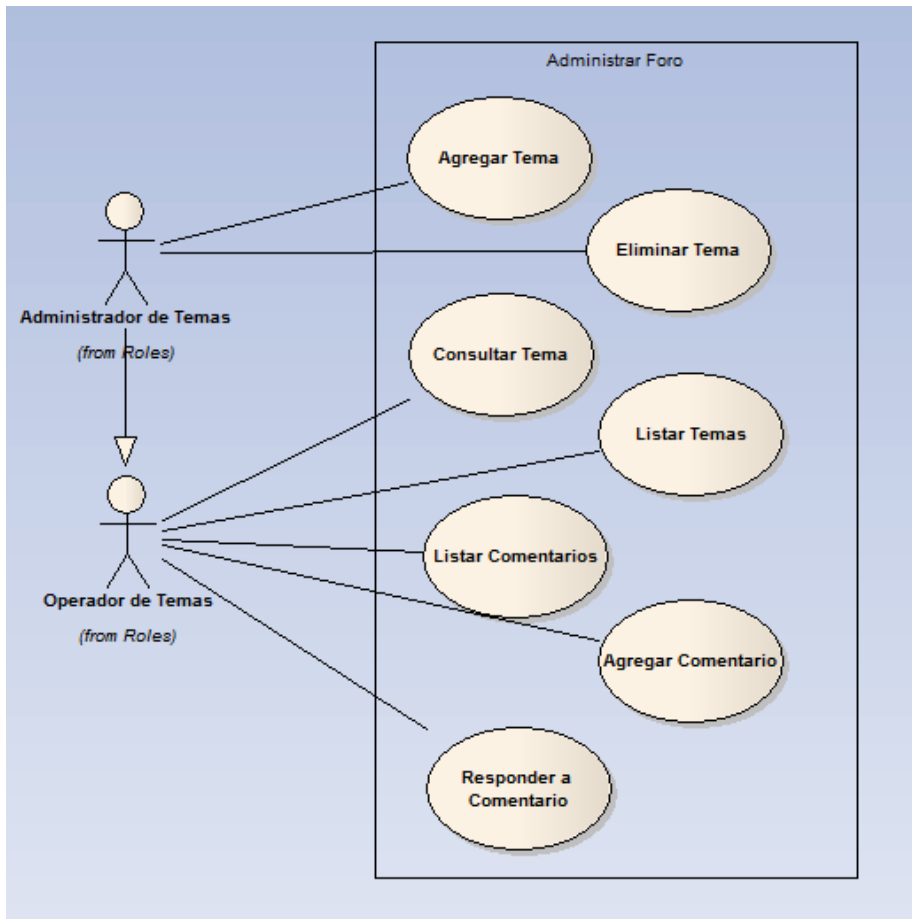 Administrar Foro
Agregar Tema
Eliminar Tema
Administrador de Temas
(from Roles)
Consultar Tema
Listar Temas
Operador de Temas
(from Roles)
Listar Comentarios
Agregar Comentario
Responder a
Comentario